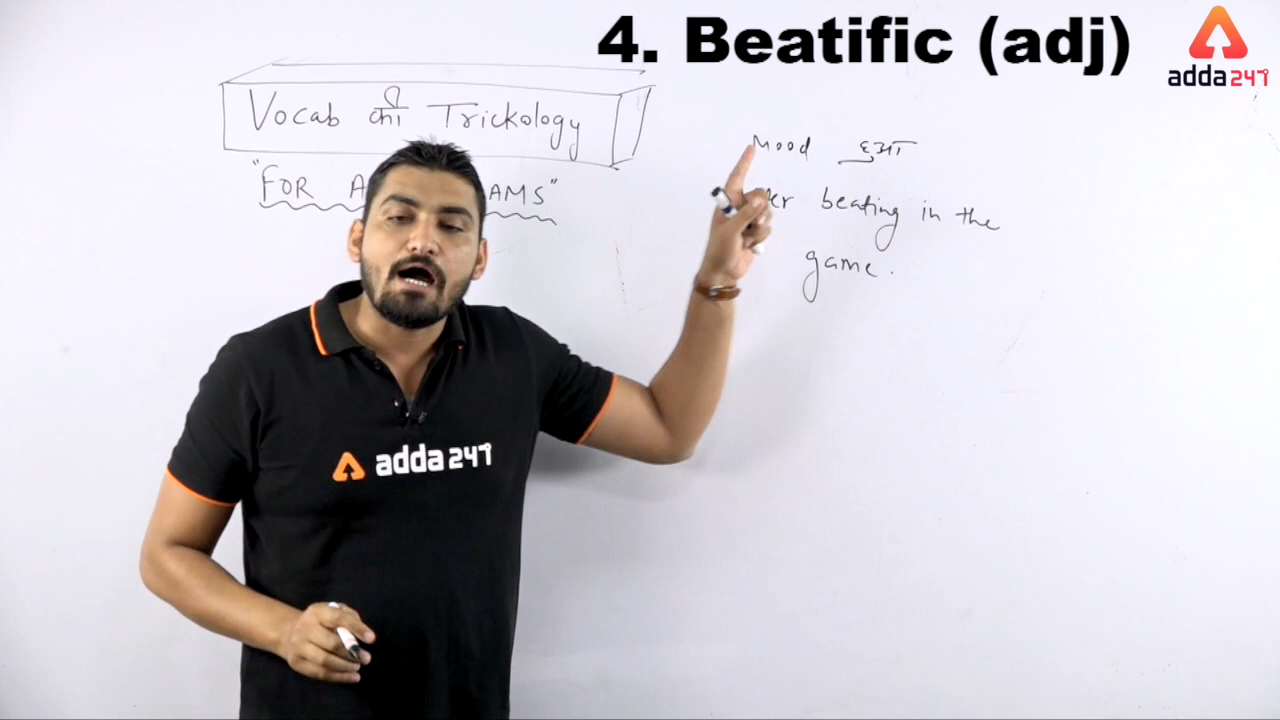 4. Beatific (adj)
adda247
Vocab की Trickology
"FOR AMS"
Mood हुआ
beating in the
game.
adda247